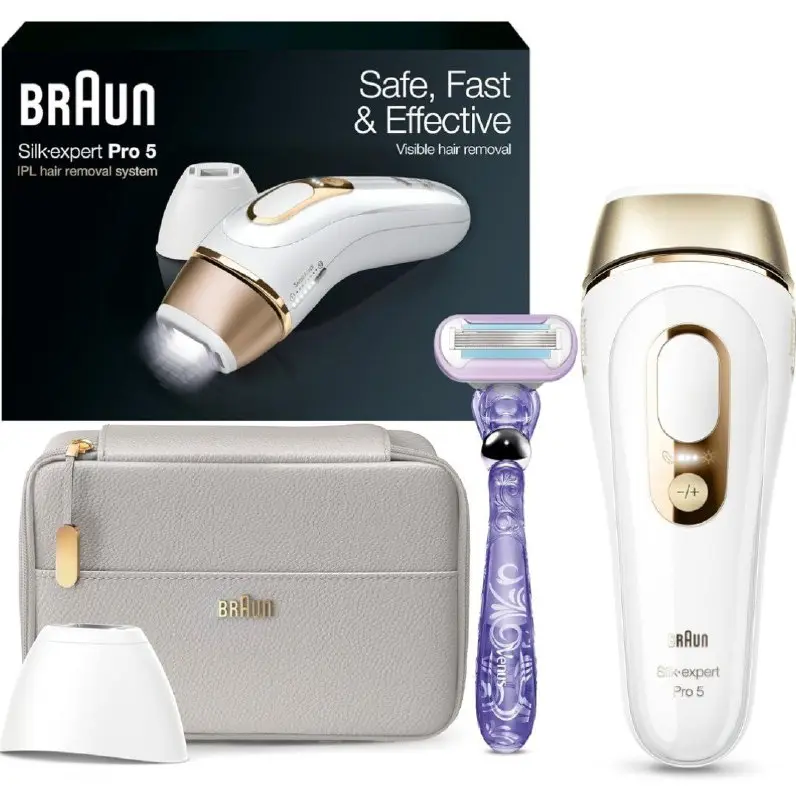 BRAUN
Silk·expert Pro 5
IPL hair removal system
Safe, Fast
& Effective
Visible hair removal
BRAUN
Venus
-/+
BRAUN
Silk·expert
Pro 5